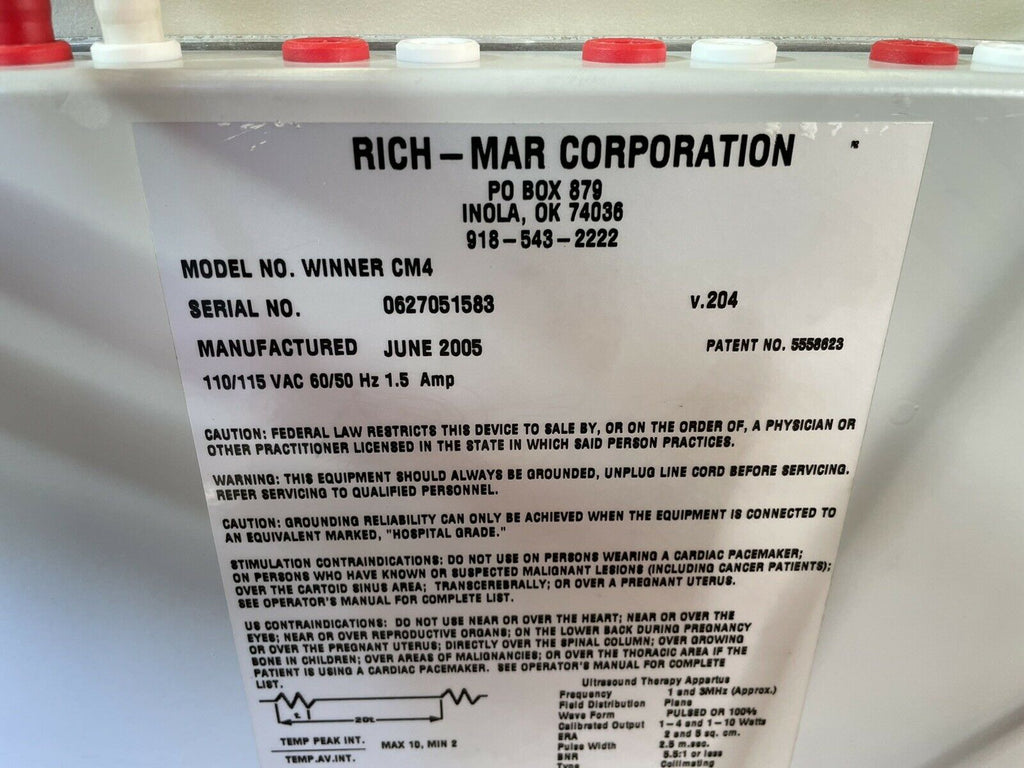 RICH-MAR CORPORATION
PO BOX 879
INOLA, OK 74036
918-543-2222
MODEL NO. WINNER CM4
SERIAL NO. 0627051583 v.204
MANUFACTURED JUNE 2005 PATENT NO. 5558623
110/115 VAC 60/50 Hz 1.5 Amp
CAUTION: FEDERAL LAW RESTRICTS THIS DEVICE TO SALE BY, OR ON THE ORDER OF, A PHYSICIAN OR
OTHER PRACTITIONER LICENSED IN THE STATE IN WHICH SAID PERSON PRACTICES.
WARNING: THIS EQUIPMENT SHOULD ALWAYS BE GROUNDED, UNPLUG LINE CORD BEFORE SERVICING.
REFER SERVICING TO QUALIFIED PERSONNEL.
CAUTION: GROUNDING RELIABILITY CAN ONLY BE ACHIEVED WHEN THE EQUIPMENT IS CONNECTED TO
AN EQUIVALENT MARKED, "HOSPITAL GRADE."
STIMULATION CONTRAINDICATIONS: DO NOT USE ON PERSONS WEARING A CARDIAC PACEMAKER;
ON PERSONS WHO HAVE KNOWN OR SUSPECTED MALIGNANT LESIONS (INCLUDING CANCER PATIENTS);
OVER THE CARTOID SINUS AREA; TRANSCEREBRALLY; OR OVER A PREGNANT UTERUS.
SEE OPERATOR'S MANUAL FOR COMPLETE LIST.
US CONTRAINDICATIONS: DO NOT USE NEAR OR OVER THE HEART; NEAR OR OVER THE
EYES; NEAR OR OVER REPRODUCTIVE ORGANS; ON THE LOWER BACK DURING PREGNANCY
OR OVER THE PREGNANT UTERUS; DIRECTLY OVER THE SPINAL COLUMN; OVER GROWING
BONE IN CHILDREN; OVER AREAS OF MALIGNANCIES; OR OVER THE THORACIC AREA IF THE
PATIENT IS USING A CARDIAC PACEMAKER. SEE OPERATOR'S MANUAL FOR COMPLETE
LIST.
t
20t
TEMP PEAK INT. MAX 10, MIN 2
TEMP.AV.INT.
Ultrasound Therapy Appartus
Frequency 1 and 3MHz (Approx.)
Field Distribution Plane
Wave Form PULSED OR 100%
Calibrated Output 1-4 and 1-10 Watts
ERA 2 and 5 sq. cm.
Pulse Width 2.5 m.sec.
BNR 5.5:1 or less
Type Collimating